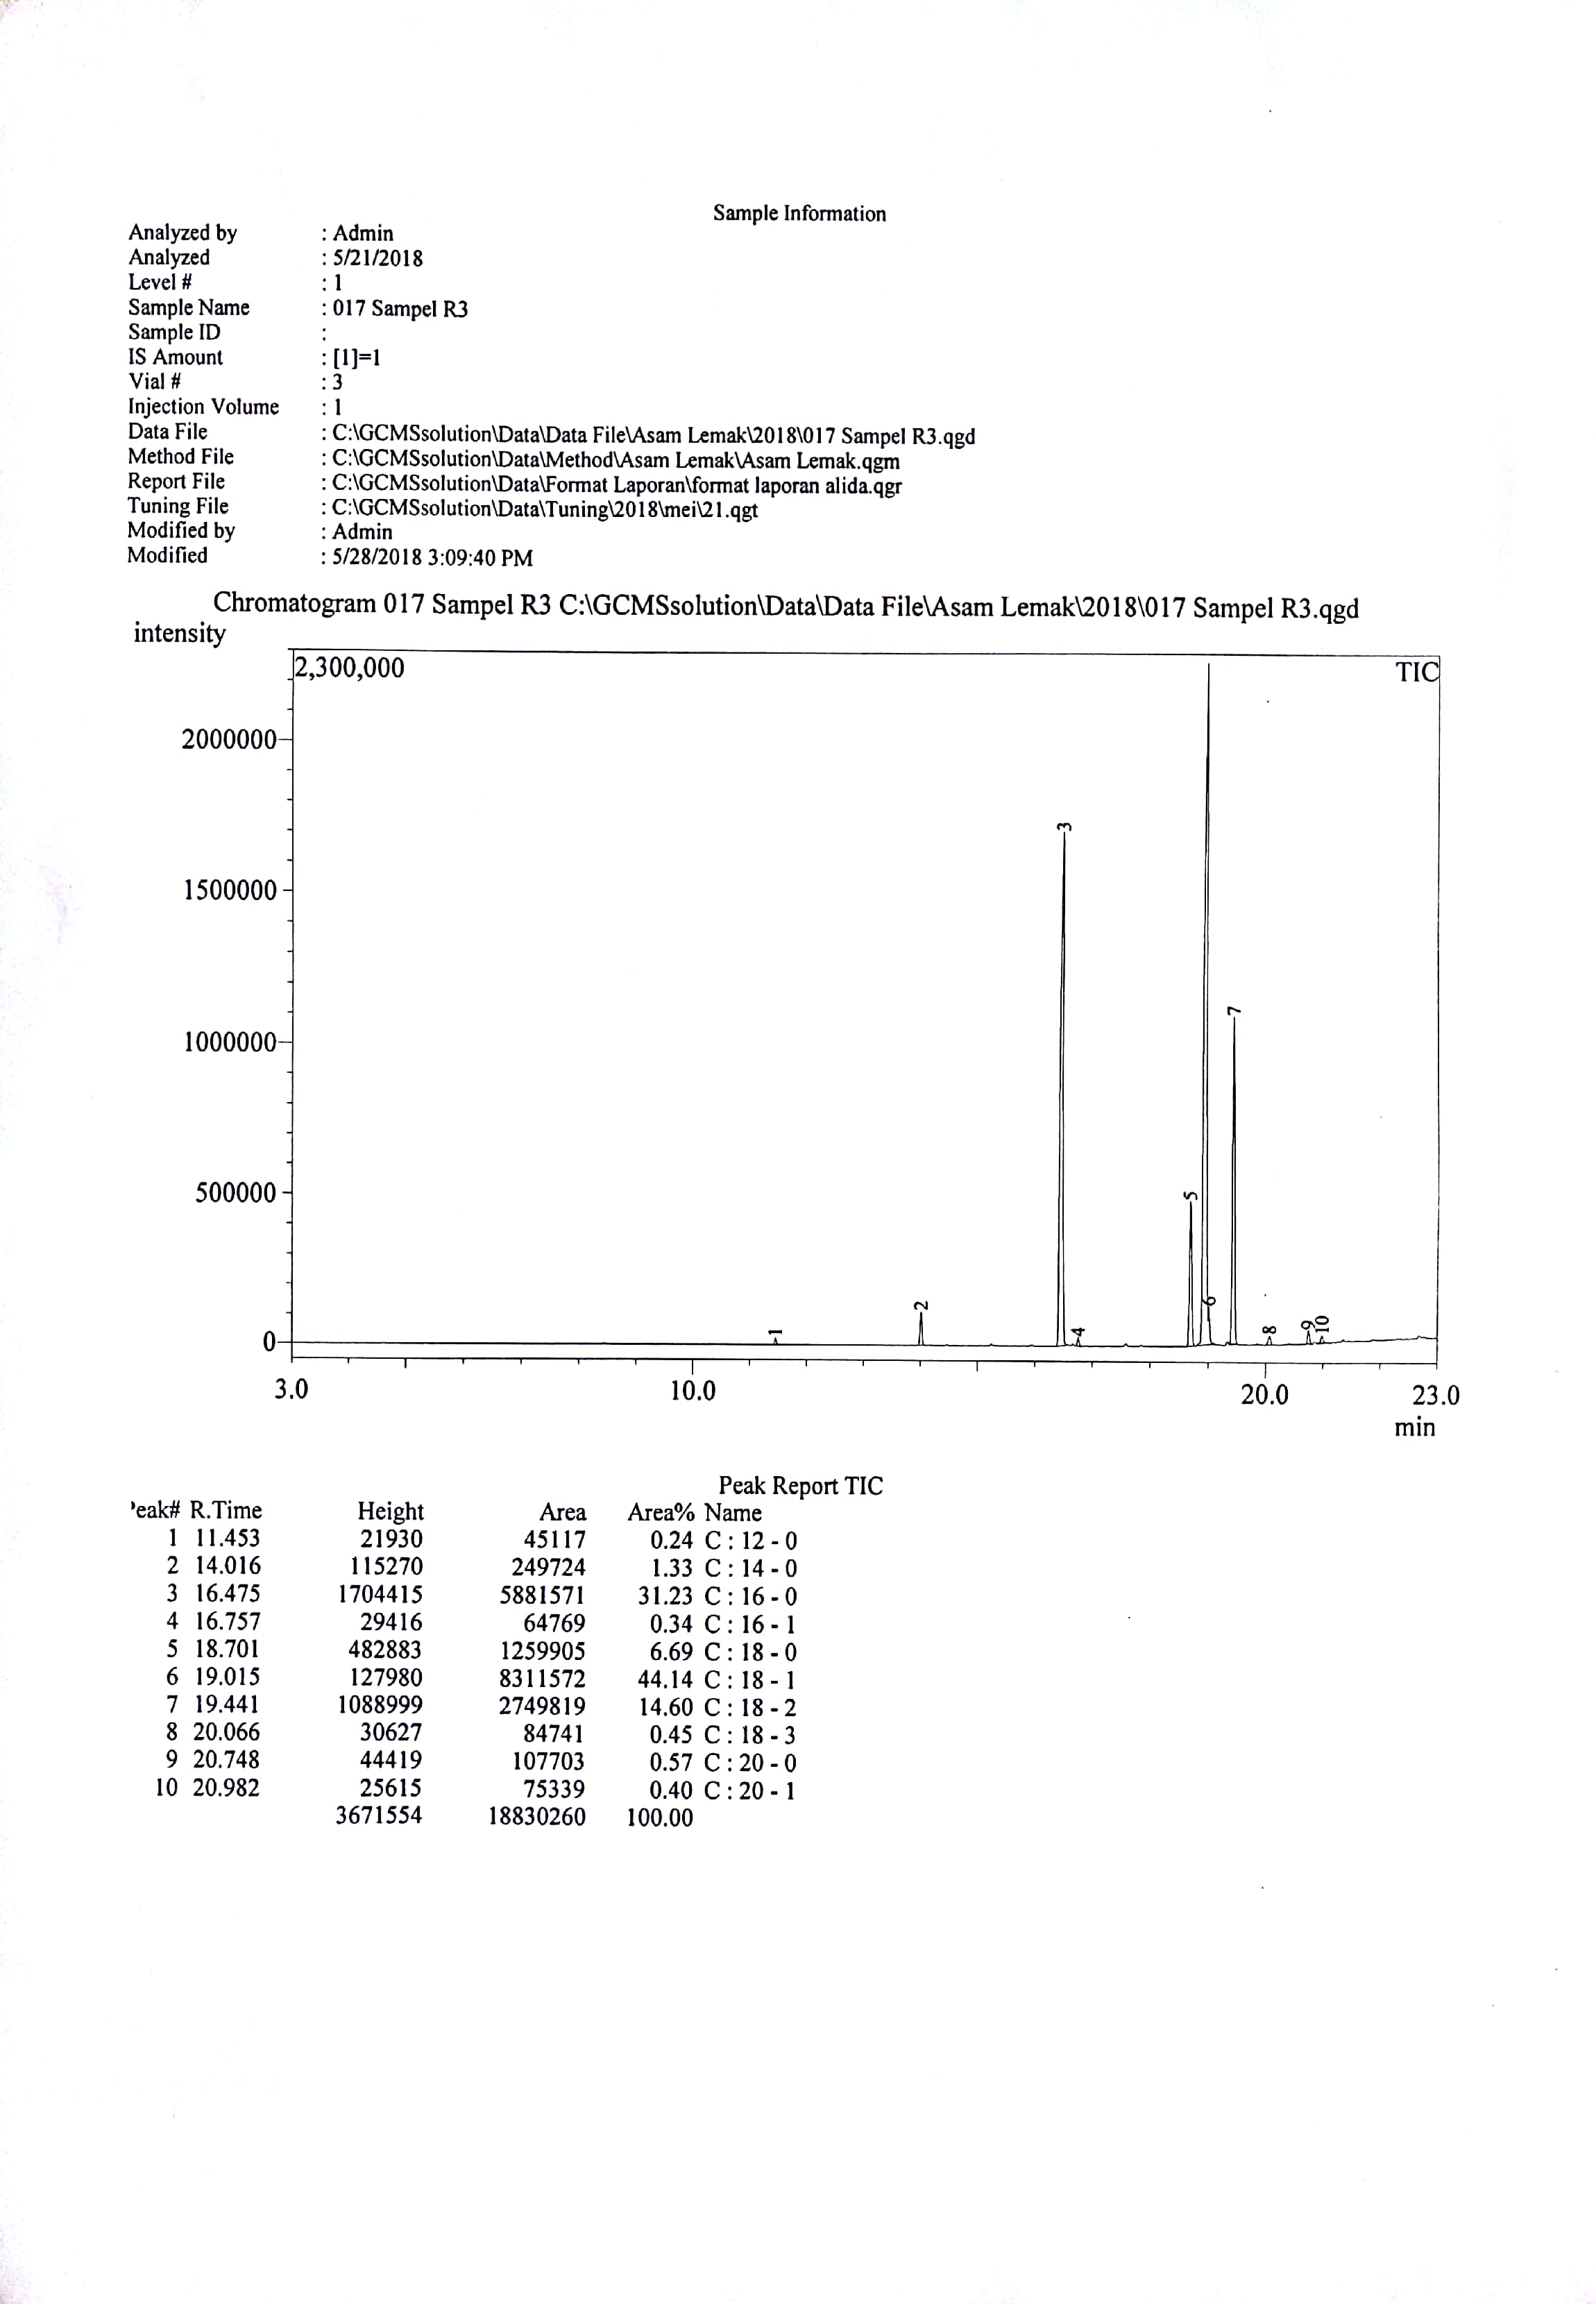 Sample Information
Analyzed by : Admin
Analyzed : 5/21/2018
Level # : 1
Sample Name : 017 Sampel R3
Sample ID :
IS Amount : [1]=1
Vial # : 3
Injection Volume : 1
Data File : C:\GCMSsolution\Data\Data File\Asam Lemak\2018\017 Sampel R3.qgd
Method File : C:\GCMSsolution\Data\Method\Asam Lemak\Asam Lemak.qgm
Report File : C:\GCMSsolution\Data\Format Laporan\format laporan alida.qgr
Tuning File : C:\GCMSsolution\Data\Tuning\2018\mei\21.qgt
Modified by : Admin
Modified : 5/28/2018 3:09:40 PM
Chromatogram 017 Sampel R3 C:\GCMSsolution\Data\Data File\Asam Lemak\2018\017 Sampel R3.qgd
intensity
2,300,000 TIC
2000000
3
1500000
7
1000000
5
500000
1 2 4 6 8 9 10
0
3.0 10.0 20.0 23.0
min
Peak Report TIC
'eak# R.Time Height Area Area% Name
1 11.453 21930 45117 0.24 C : 12 - 0
2 14.016 115270 249724 1.33 C : 14 - 0
3 16.475 1704415 5881571 31.23 C : 16 - 0
4 16.757 29416 64769 0.34 C : 16 - 1
5 18.701 482883 1259905 6.69 C : 18 - 0
6 19.015 127980 8311572 44.14 C : 18 - 1
7 19.441 1088999 2749819 14.60 C : 18 - 2
8 20.066 30627 84741 0.45 C : 18 - 3
9 20.748 44419 107703 0.57 C : 20 - 0
10 20.982 25615 75339 0.40 C : 20 - 1
3671554 18830260 100.00